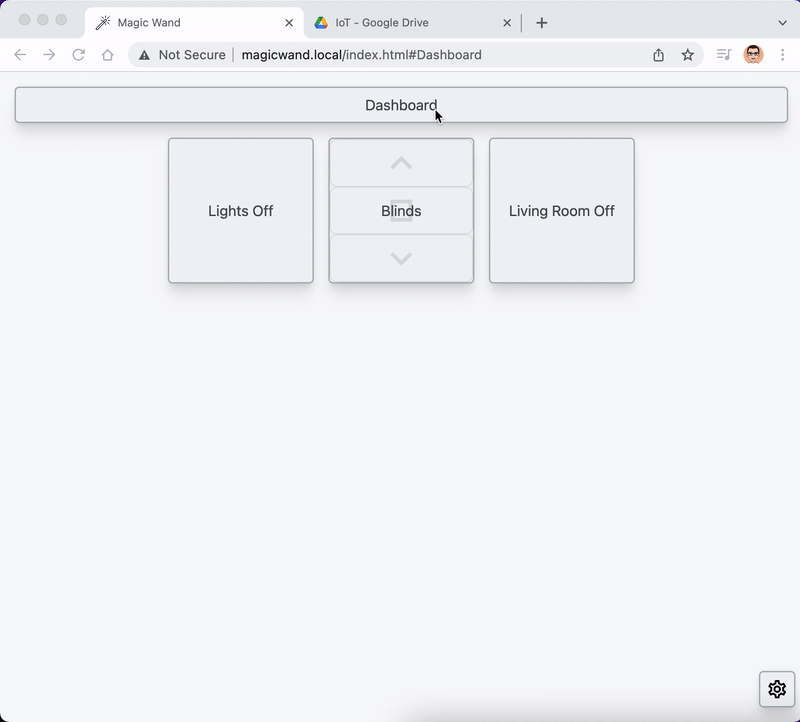 Magic Wand
IoT - Google Drive
Not Secure magicwand.local/index.html#Dashboard
Dashboard
Lights Off
Blinds
Living Room Off